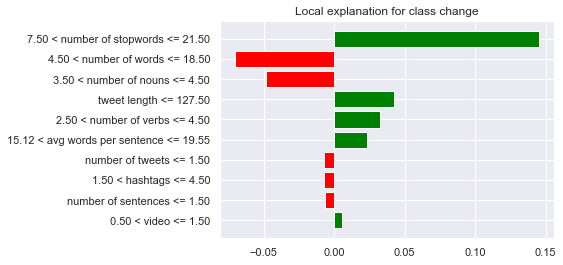 Local explanation for class change
7.50 < number of stopwords <= 21.50
4.50 < number of words <= 18.50
3.50 < number of nouns <= 4.50
tweet length <= 127.50
2.50 < number of verbs <= 4.50
15.12 < avg words per sentence <= 19.55
number of tweets <= 1.50
1.50 < hashtags <= 4.50
number of sentences <= 1.50
0.50 < video <= 1.50
−0.05 0.00 0.05 0.10 0.15